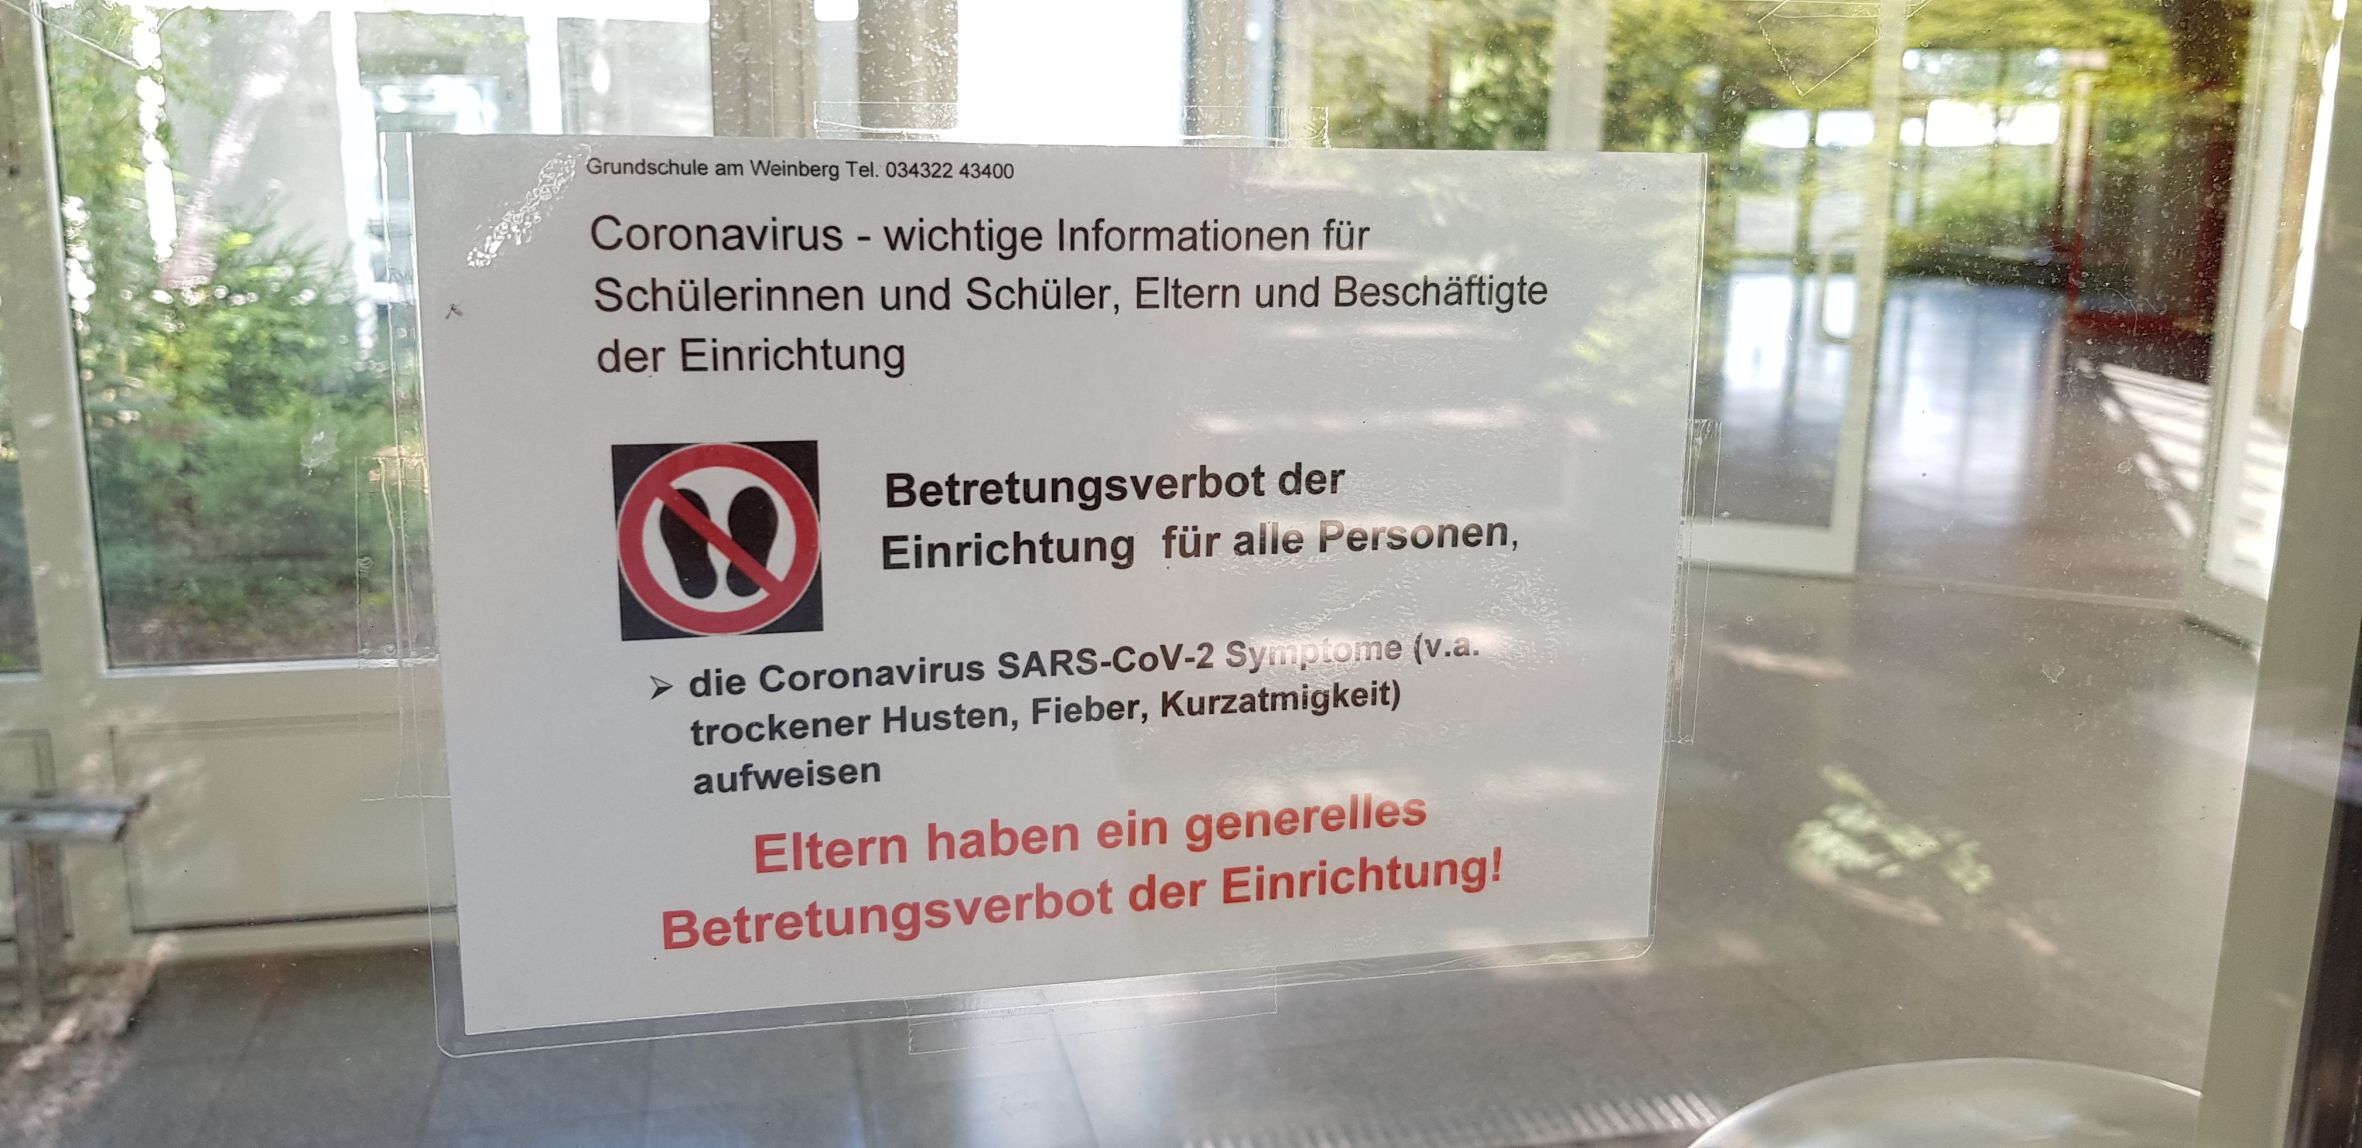 Grundschule am Weinberg Tel. 034322 43400
Coronavirus - wichtige Informationen für
Schülerinnen und Schüler, Eltern und Beschäftigte
der Einrichtung
Betretungsverbot der
Einrichtung für alle Personen,
➢ die Coronavirus SARS-CoV-2 Symptome (v.a.
trockener Husten, Fieber, Kurzatmigkeit)
aufweisen
Eltern haben ein generelles
Betretungsverbot der Einrichtung!